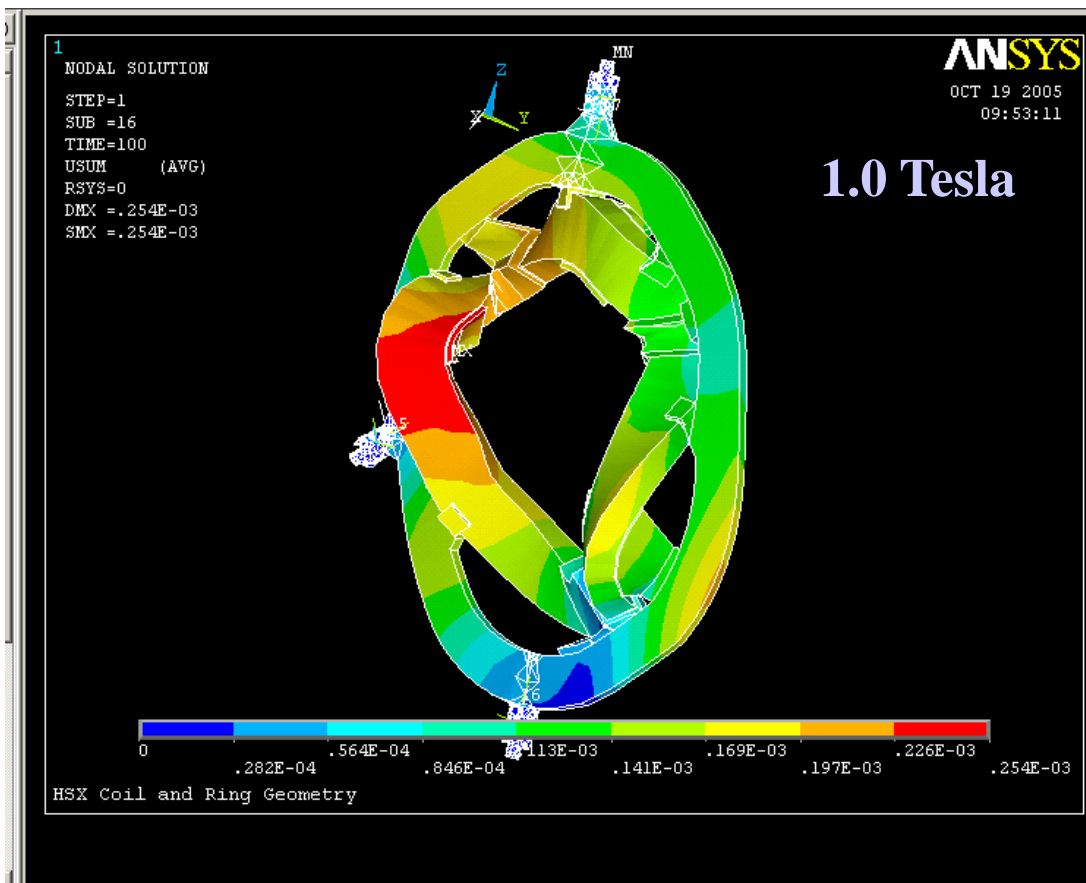 1
NODAL SOLUTION
STEP=1
SUB =16
TIME=100
USUM (AVG)
RSYS=0
DMX =.254E-03
SMX =.254E-03
MN
Z
X
Y
ANSYS
OCT 19 2005
09:53:11
1.0 Tesla
MX
5
6
0
.564E-04
.113E-03
.169E-03
.226E-03
.282E-04
.846E-04
.141E-03
.197E-03
.254E-03
HSX Coil and Ring Geometry